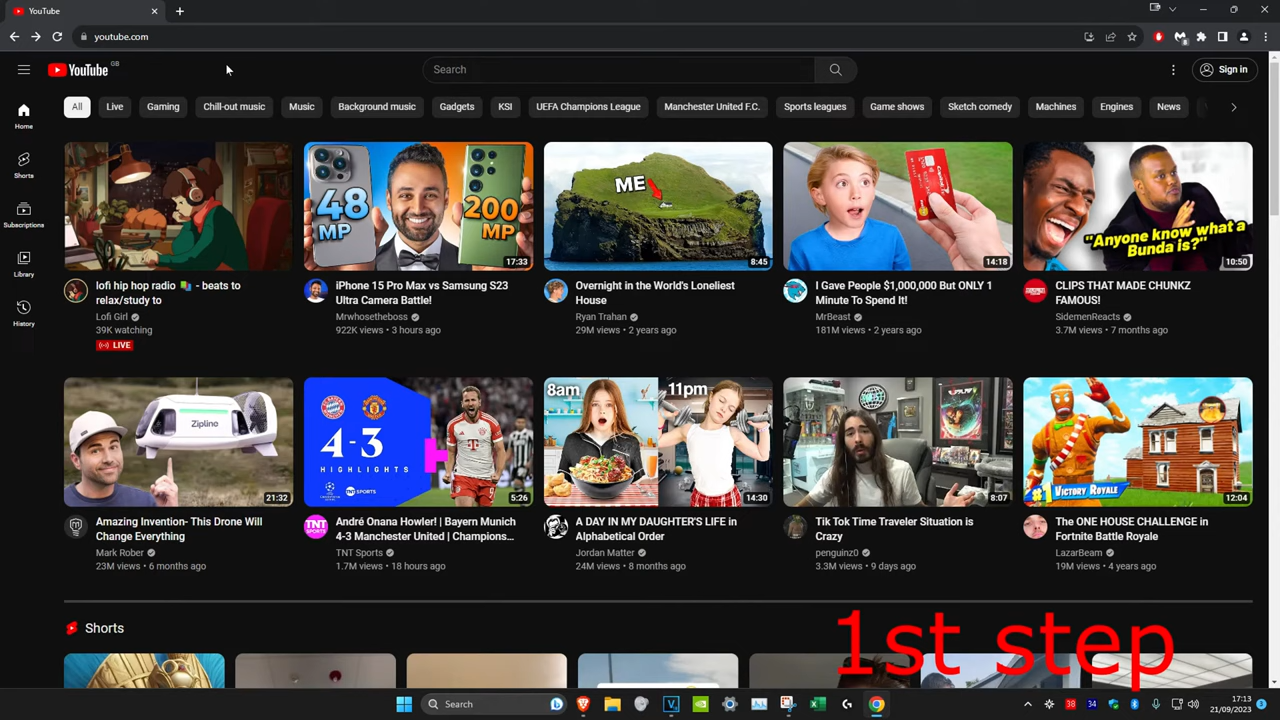 YouTube
youtube.com
YouTube GB
Search
Sign in
All
Live
Gaming
Chill-out music
Music
Background music
Gadgets
KSI
UEFA Champions League
Manchester United F.C.
Sports leagues
Game shows
Sketch comedy
Machines
Engines
News
Home
Shorts
Subscriptions
Library
History
48 MP
200 MP
17:33
ME
8:45
14:18
"Anyone know what a
Bunda is?"
10:50
lofi hip hop radio 📚 - beats to
relax/study to
Lofi Girl
39K watching
LIVE
iPhone 15 Pro Max vs Samsung S23
Ultra Camera Battle!
Mrwhosetheboss
922K views • 3 hours ago
Overnight in the World's Loneliest
House
Ryan Trahan
29M views • 2 years ago
I Gave People $1,000,000 But ONLY 1
Minute To Spend It!
MrBeast
181M views • 2 years ago
CLIPS THAT MADE CHUNKZ
FAMOUS!
SidemenReacts
3.7M views • 7 months ago
Zipline
21:32
4-3
HIGHLIGHTS
TNT SPORTS
5:26
8am
11pm
14:30
8:07
#1 VICTORY ROYALE
12:04
Amazing Invention- This Drone Will
Change Everything
Mark Rober
23M views • 6 months ago
TNT
André Onana Howler! | Bayern Munich
4-3 Manchester United | Champions...
TNT Sports
1.7M views • 18 hours ago
A DAY IN MY DAUGHTER'S LIFE in
Alphabetical Order
Jordan Matter
24M views • 8 months ago
Tik Tok Time Traveler Situation is
Crazy
penguinz0
3.3M views • 9 days ago
The ONE HOUSE CHALLENGE in
Fortnite Battle Royale
LazarBeam
19M views • 4 years ago
Shorts
1st step
Search
38
34
17:13
21/09/2023